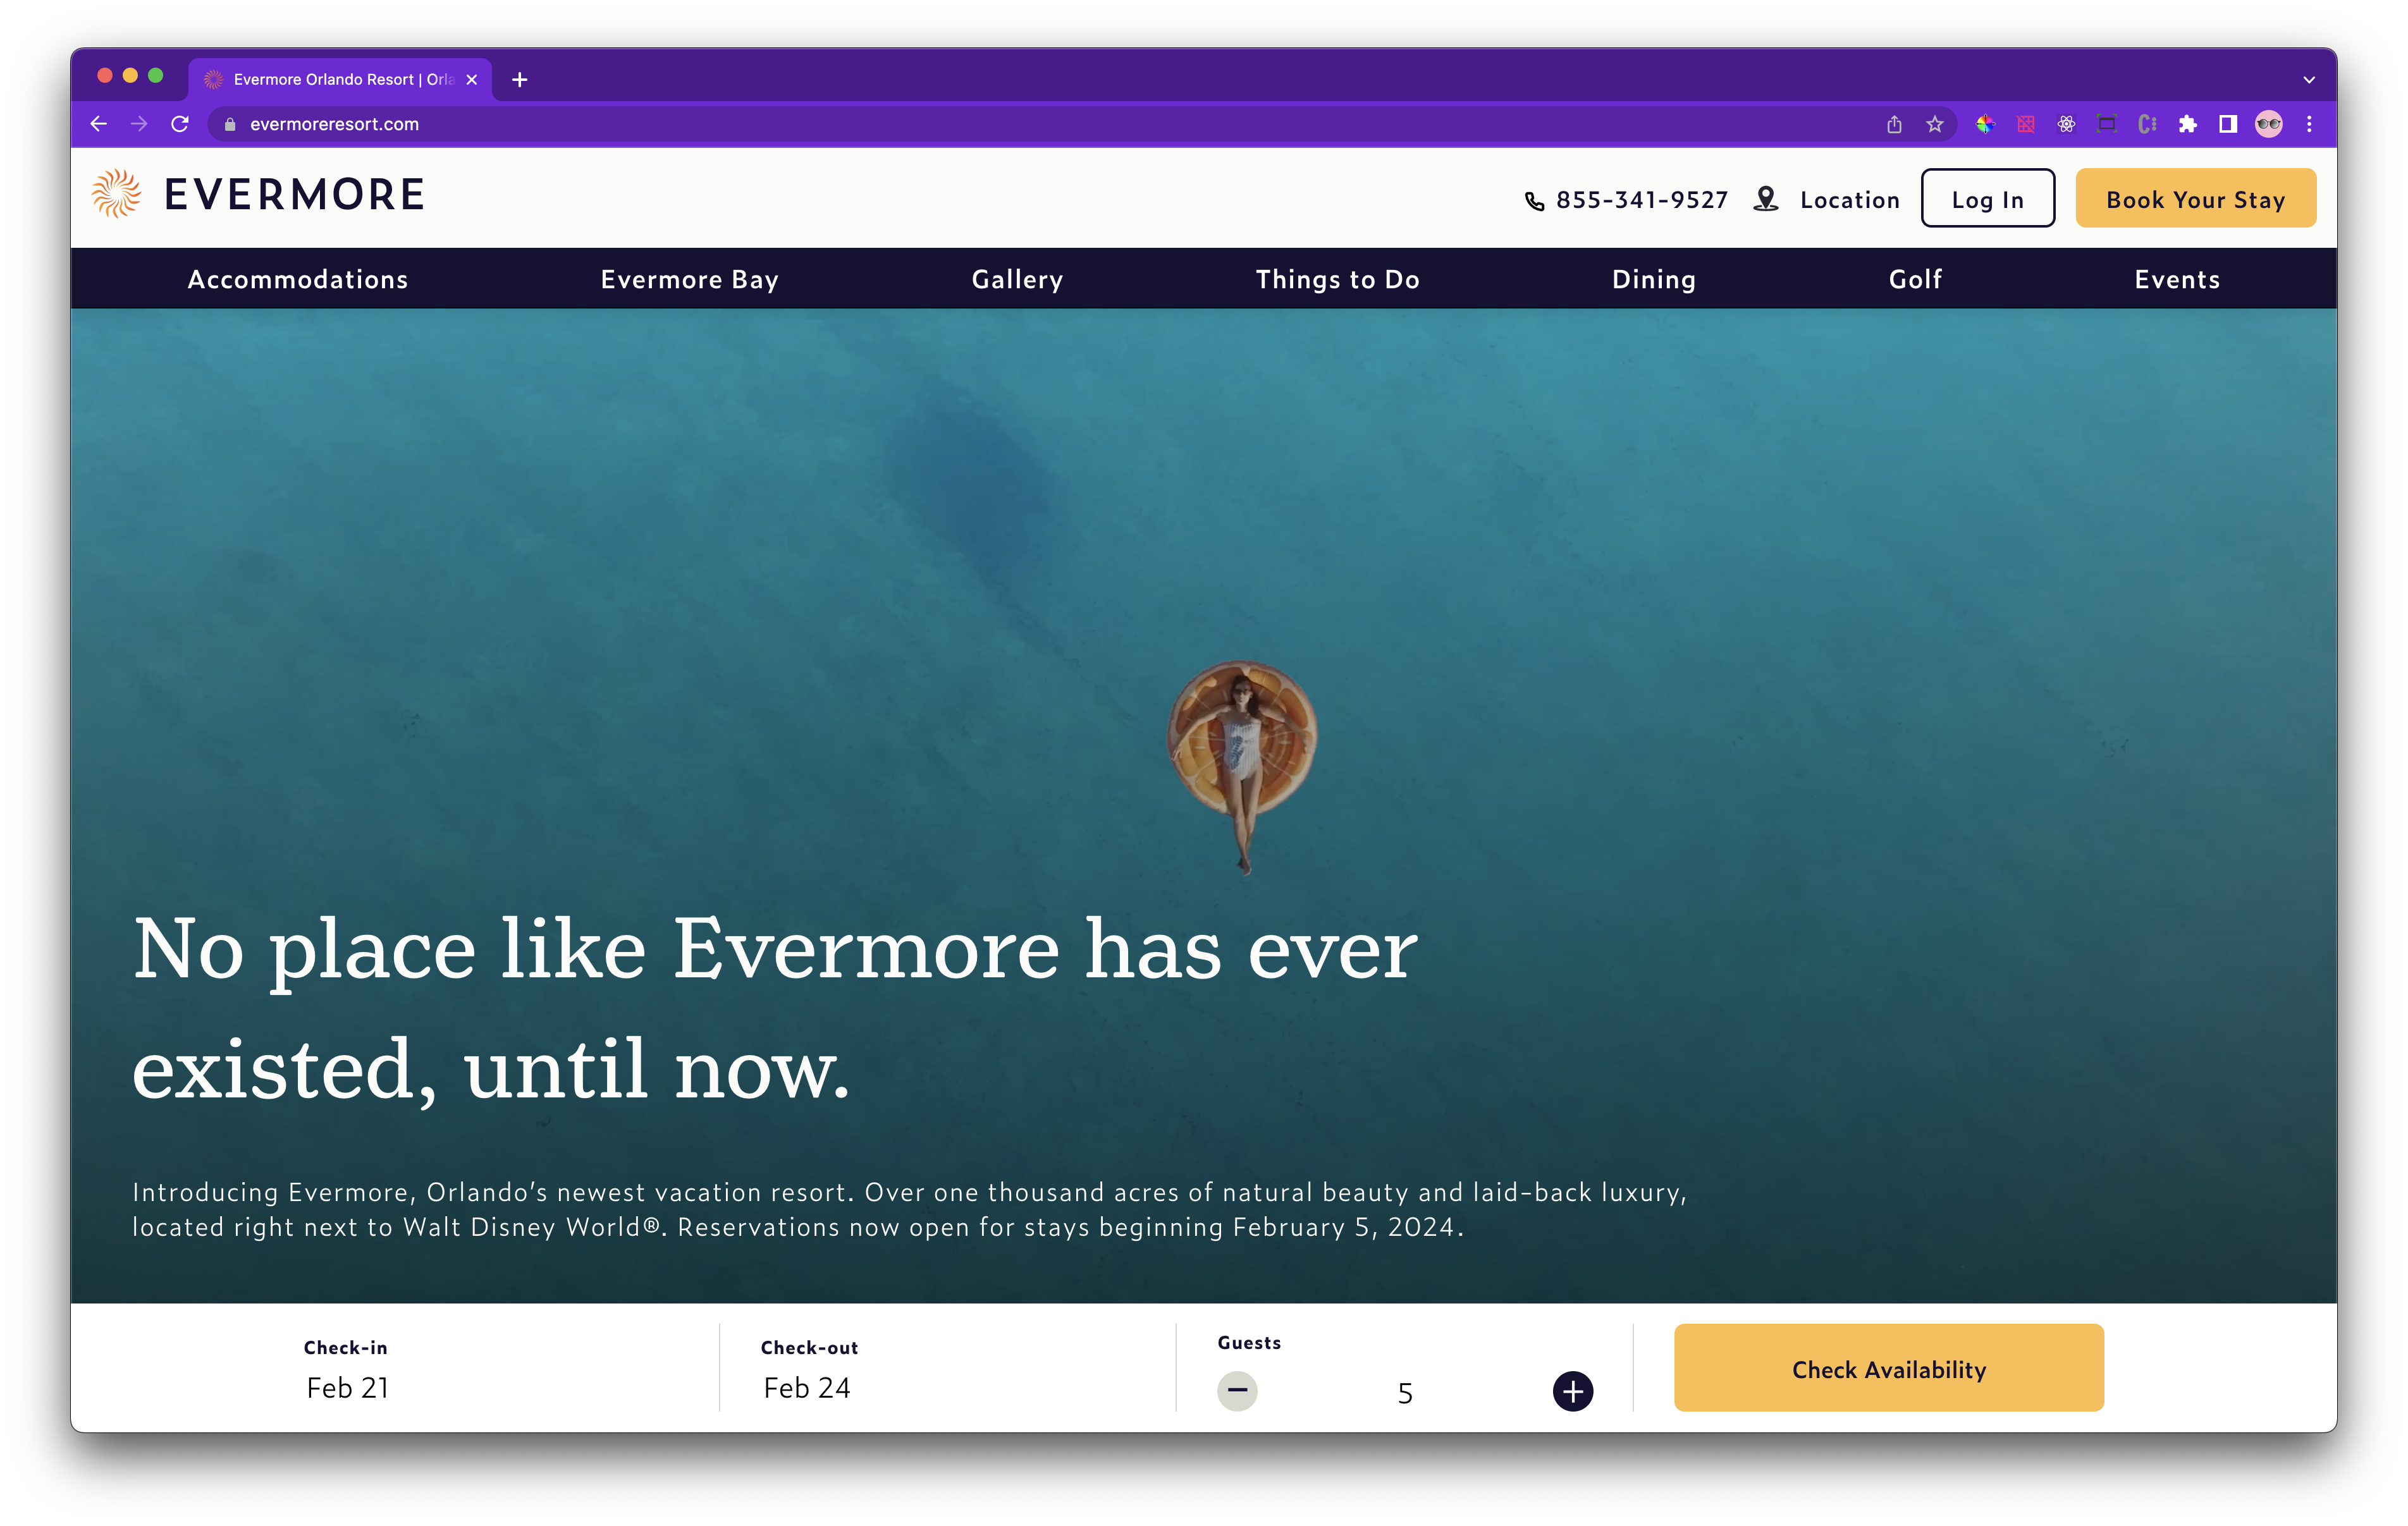 Evermore Orlando Resort | Orla
evermoreresort.com
EVERMORE
855-341-9527
Location
Log In
Book Your Stay
Accommodations
Evermore Bay
Gallery
Things to Do
Dining
Golf
Events
No place like Evermore has ever
existed, until now.
Introducing Evermore, Orlando’s newest vacation resort. Over one thousand acres of natural beauty and laid-back luxury,
located right next to Walt Disney World®. Reservations now open for stays beginning February 5, 2024.
Check-in
Feb 21
Check-out
Feb 24
Guests
5
Check Availability